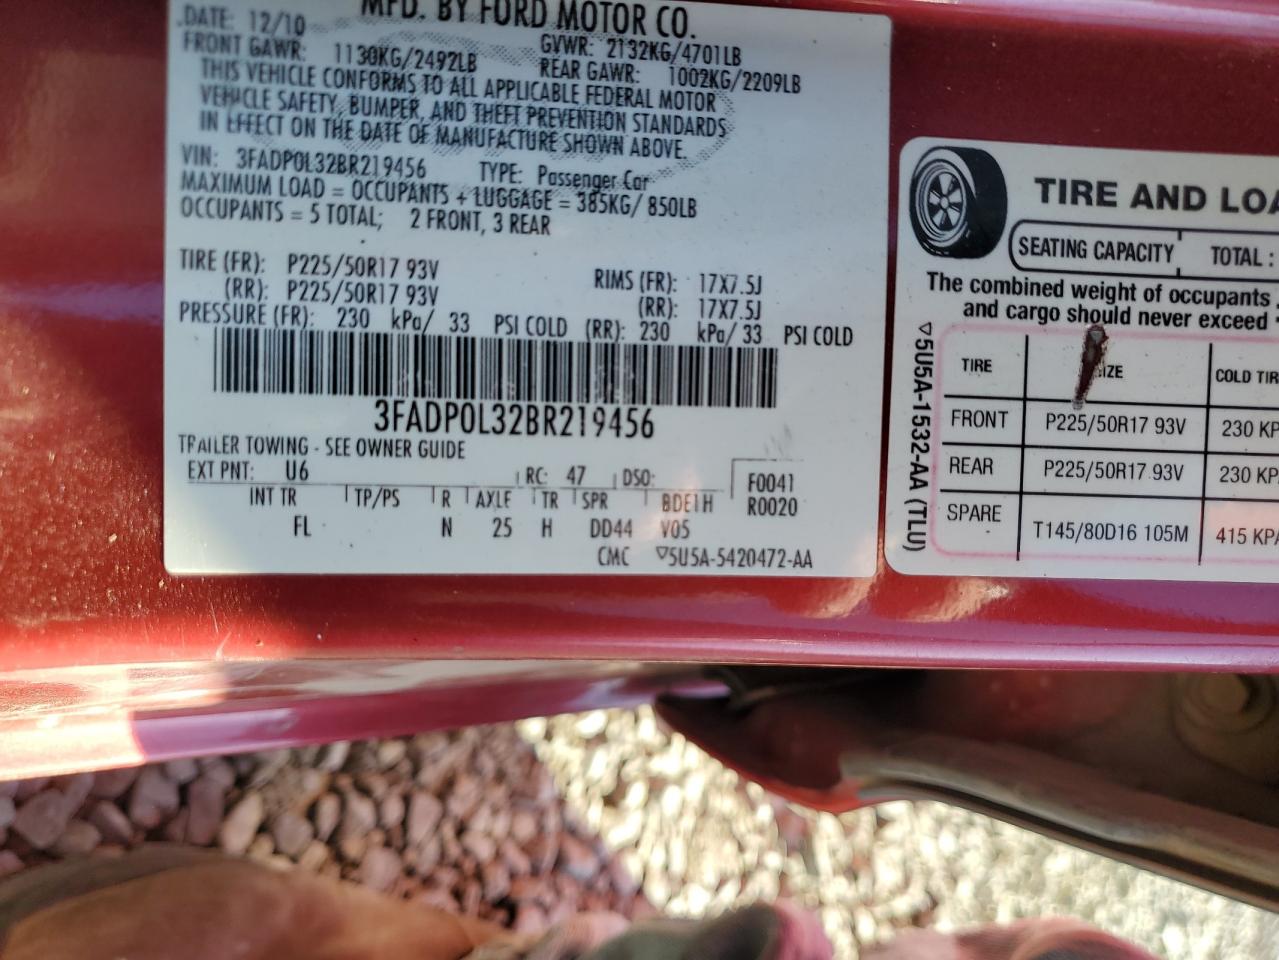 MFD. BY FORD MOTOR CO.
DATE: 12/10 GVWR: 2132KG/4701LB
FRONT GAWR: 1130KG/2492LB REAR GAWR: 1002KG/2209LB
THIS VEHICLE CONFORMS TO ALL APPLICABLE FEDERAL MOTOR
VEHICLE SAFETY, BUMPER, AND THEFT PREVENTION STANDARDS
IN EFFECT ON THE DATE OF MANUFACTURE SHOWN ABOVE.
VIN: 3FADP0L32BR219456 TYPE: Passenger Car
MAXIMUM LOAD = OCCUPANTS + LUGGAGE = 385KG/ 850LB
OCCUPANTS = 5 TOTAL; 2 FRONT, 3 REAR
TIRE (FR): P225/50R17 93V RIMS (FR): 17X7.5J
(RR): P225/50R17 93V (RR): 17X7.5J
PRESSURE (FR): 230 kPa/ 33 PSI COLD (RR): 230 kPa/ 33 PSI COLD
3FADP0L32BR219456
TRAILER TOWING - SEE OWNER GUIDE
EXT PNT: U6 RC: 47 DSO: F0041
INT TR TP/PS R AXLE TR SPR BDEIH R0020
FL N 25 H DD44 V05
CMC ▽5U5A-5420472-AA
TIRE AND LOA
SEATING CAPACITY TOTAL :
The combined weight of occupants
and cargo should never exceed
TIRE IZE COLD TIR
FRONT P225/50R17 93V 230 KP
REAR P225/50R17 93V 230 KPA
SPARE T145/80D16 105M 415 KPA
▽5U5A-1532-AA (TLU)